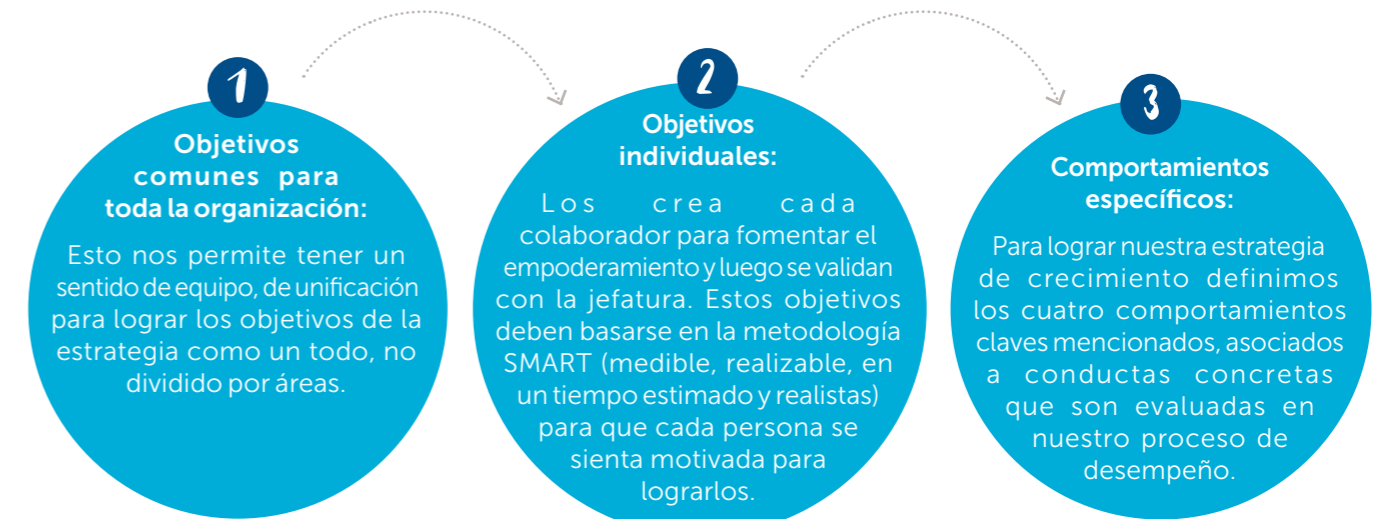 1
Objetivos
comunes para
toda la organización:
Esto nos permite tener un
sentido de equipo, de unificación
para lograr los objetivos de la
estrategia como un todo, no
dividido por áreas.
2
Objetivos
individuales:
Los crea cada
colaborador para fomentar el
empoderamiento y luego se validan
con la jefatura. Estos objetivos
deben basarse en la metodología
SMART (medible, realizable, en
un tiempo estimado y realistas)
para que cada persona se
sienta motivada para
lograrlos.
3
Comportamientos
específicos:
Para lograr nuestra estrategia
de crecimiento definimos
los cuatro comportamientos
claves mencionados, asociados
a conductas concretas
que son evaluadas en
nuestro proceso de
desempeño.